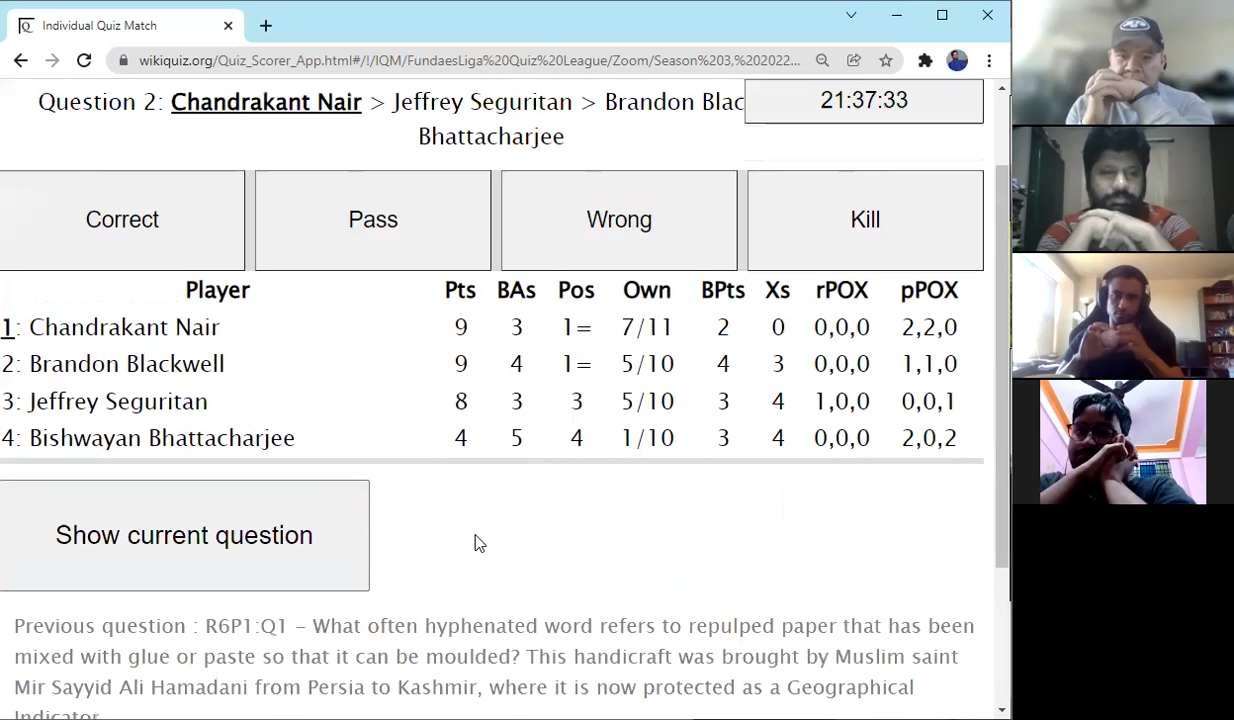 Individual Quiz Match
wikiquiz.org/Quiz_Scorer_App.html#/!/IQM/FundaesLiga%20Quiz%20League/Zoom/Season%203,%202022...
Question 2: Chandrakant Nair > Jeffrey Seguritan > Brandon Blac
Bhattacharjee
21:37:33
Correct Pass Wrong Kill
Player Pts BAs Pos Own BPts Xs rPOX pPOX
1: Chandrakant Nair 9 3 1= 7/11 2 0 0,0,0 2,2,0
2: Brandon Blackwell 9 4 1= 5/10 4 3 0,0,0 1,1,0
3: Jeffrey Seguritan 8 3 3 5/10 3 4 1,0,0 0,0,1
4: Bishwayan Bhattacharjee 4 5 4 1/10 3 4 0,0,0 2,0,2
Show current question
Previous question : R6P1:Q1 - What often hyphenated word refers to repulped paper that has been
mixed with glue or paste so that it can be moulded? This handicraft was brought by Muslim saint
Mir Sayyid Ali Hamadani from Persia to Kashmir, where it is now protected as a Geographical
Indicator